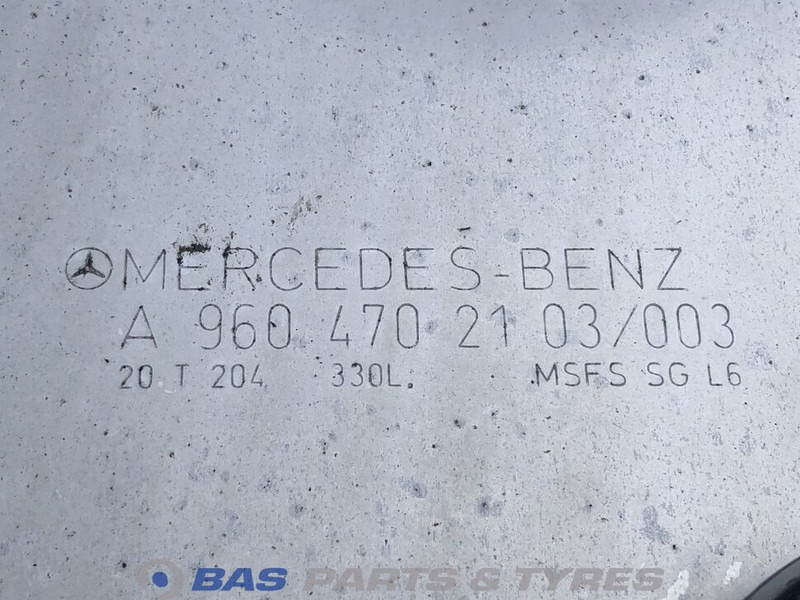 MERCEDES-BENZ
A 960 470 21 03/003
20 T 204 330L. MSFS SG L6
BAS PARTS & TYRES